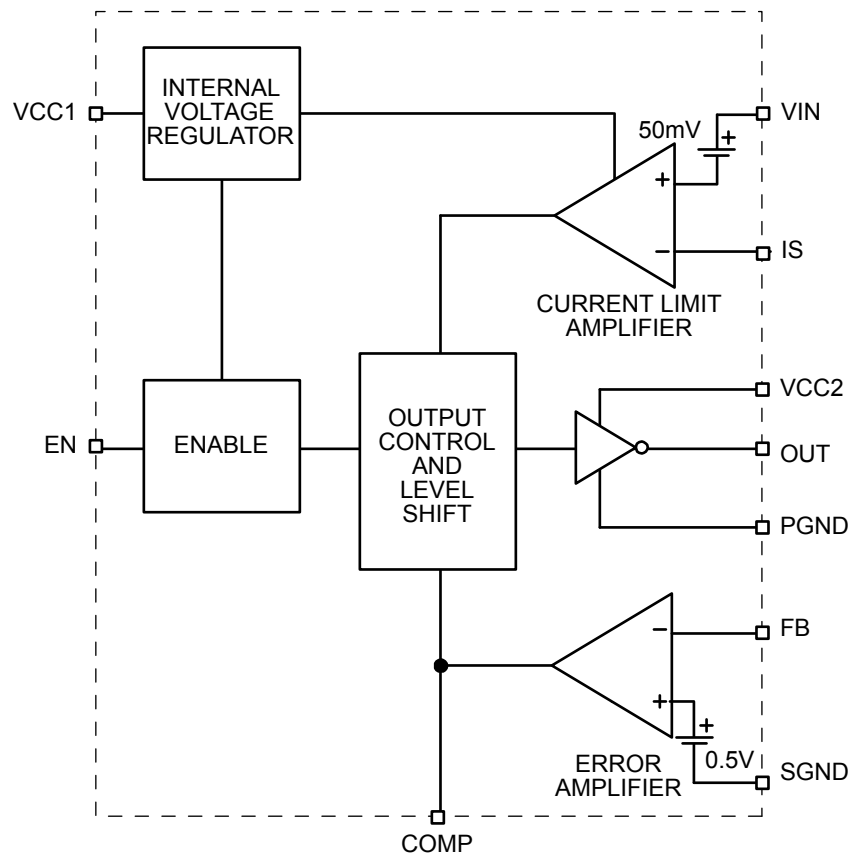 INTERNAL
VOLTAGE
REGULATOR
VCC1
50mV
+
VIN
+
−
IS
CURRENT LIMIT
AMPLIFIER
VCC2
EN
ENABLE
OUTPUT
CONTROL
AND
LEVEL
SHIFT
OUT
PGND
−
FB
+
+
0.5V
ERROR
AMPLIFIER
SGND
COMP